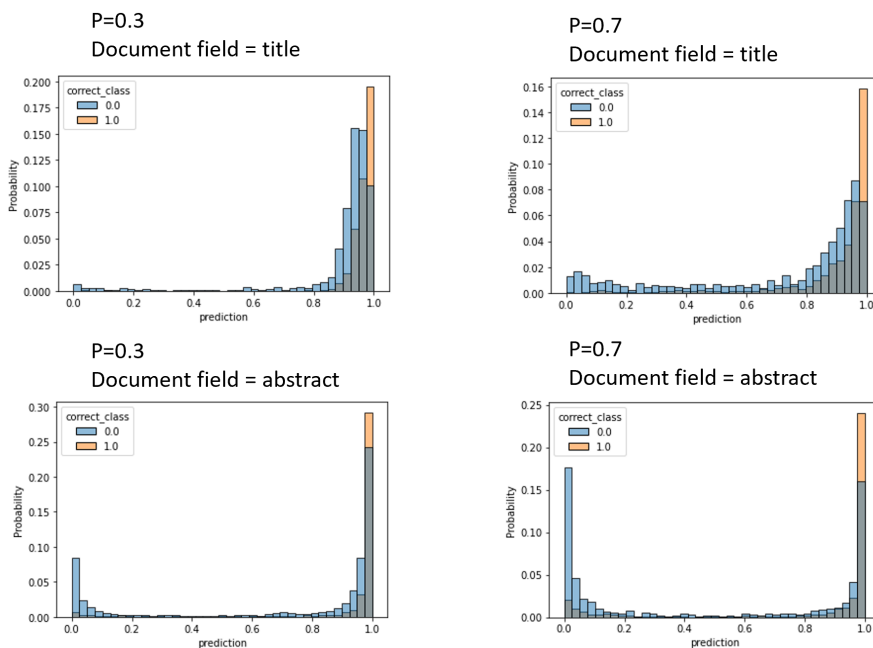 P=0.3
Document field = title
P=0.7
Document field = title
correct_class
0.0
1.0
Probability
0.200
0.175
0.150
0.125
0.100
0.075
0.050
0.025
0.000
0.0 0.2 0.4 0.6 0.8 1.0
prediction
correct_class
0.0
1.0
Probability
0.16
0.14
0.12
0.10
0.08
0.06
0.04
0.02
0.00
0.0 0.2 0.4 0.6 0.8 1.0
prediction
P=0.3
Document field = abstract
P=0.7
Document field = abstract
correct_class
0.0
1.0
Probability
0.30
0.25
0.20
0.15
0.10
0.05
0.00
0.0 0.2 0.4 0.6 0.8 1.0
prediction
correct_class
0.0
1.0
Probability
0.25
0.20
0.15
0.10
0.05
0.00
0.0 0.2 0.4 0.6 0.8 1.0
prediction